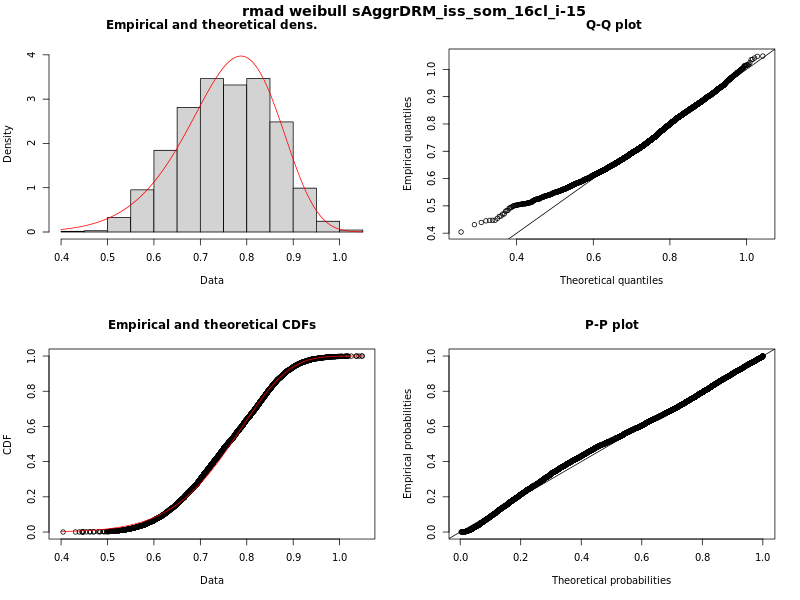 rmad weibull sAggrDRM_iss_som_16cl_i-15
Empirical and theoretical dens.
Density
0 1 2 3 4
0.4 0.5 0.6 0.7 0.8 0.9 1.0
Data
Q-Q plot
Empirical quantiles
0.4 0.5 0.6 0.7 0.8 0.9 1.0
0.4 0.6 0.8 1.0
Theoretical quantiles
Empirical and theoretical CDFs
CDF
0.0 0.2 0.4 0.6 0.8 1.0
0.4 0.5 0.6 0.7 0.8 0.9 1.0
Data
P-P plot
Empirical probabilities
0.0 0.2 0.4 0.6 0.8 1.0
0.0 0.2 0.4 0.6 0.8 1.0
Theoretical probabilities